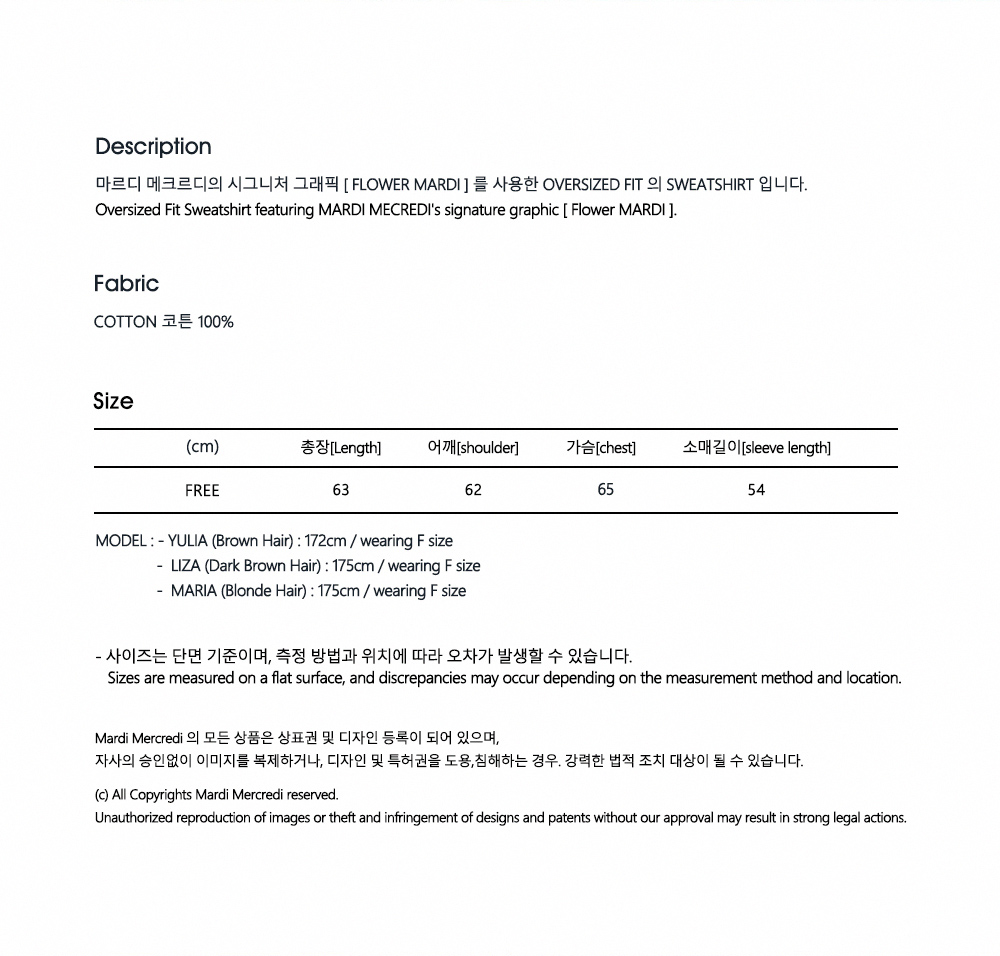 Description
마르디 메크르디의 시그니처 그래픽 [ FLOWER MARDI ] 를 사용한 OVERSIZED FIT 의 SWEATSHIRT 입니다.
Oversized Fit Sweatshirt featuring MARDI MECREDI's signature graphic [ Flower MARDI ].
Fabric
COTTON 코튼 100%
Size
(cm) 총장[Length] 어깨[shoulder] 가슴[chest] 소매길이[sleeve length]
FREE 63 62 65 54
MODEL : - YULIA (Brown Hair) : 172cm / wearing F size
- LIZA (Dark Brown Hair) : 175cm / wearing F size
- MARIA (Blonde Hair) : 175cm / wearing F size
- 사이즈는 단면 기준이며, 측정 방법과 위치에 따라 오차가 발생할 수 있습니다.
Sizes are measured on a flat surface, and discrepancies may occur depending on the measurement method and location.
Mardi Mercredi 의 모든 상품은 상표권 및 디자인 등록이 되어 있으며,
자사의 승인없이 이미지를 복제하거나, 디자인 및 특허권을 도용,침해하는 경우. 강력한 법적 조치 대상이 될 수 있습니다.
(c) All Copyrights Mardi Mercredi reserved.
Unauthorized reproduction of images or theft and infringement of designs and patents without our approval may result in strong legal actions.